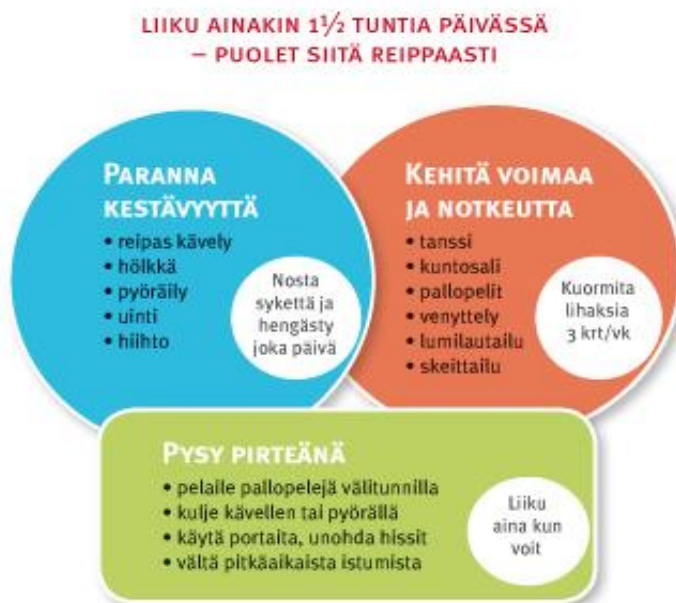 LIIKU AINAKIN 1½ TUNTIA PÄIVÄSSÄ
– PUOLET SIITÄ REIPPAASTI
PARANNA
KESTÄVYYTTÄ
• reipas kävely
• hölkkä
• pyöräily
• uinti
• hiihto
Nosta
sykettä ja
hengästy
joka päivä
KEHITÄ VOIMAA
JA NOTKEUTTA
• tanssi
• kuntosali
• pallopelit
• venyttely
• lumilautailu
• skeittailu
Kuormita
lihaksia
3 krt/vk
PYSY PIRTEÄNÄ
• pelaile pallopelejä välitunnilla
• kulje kävellen tai pyörällä
• käytä portaita, unohda hissit
• vältä pitkäaikaista istumista
Liiku
aina kun
voit